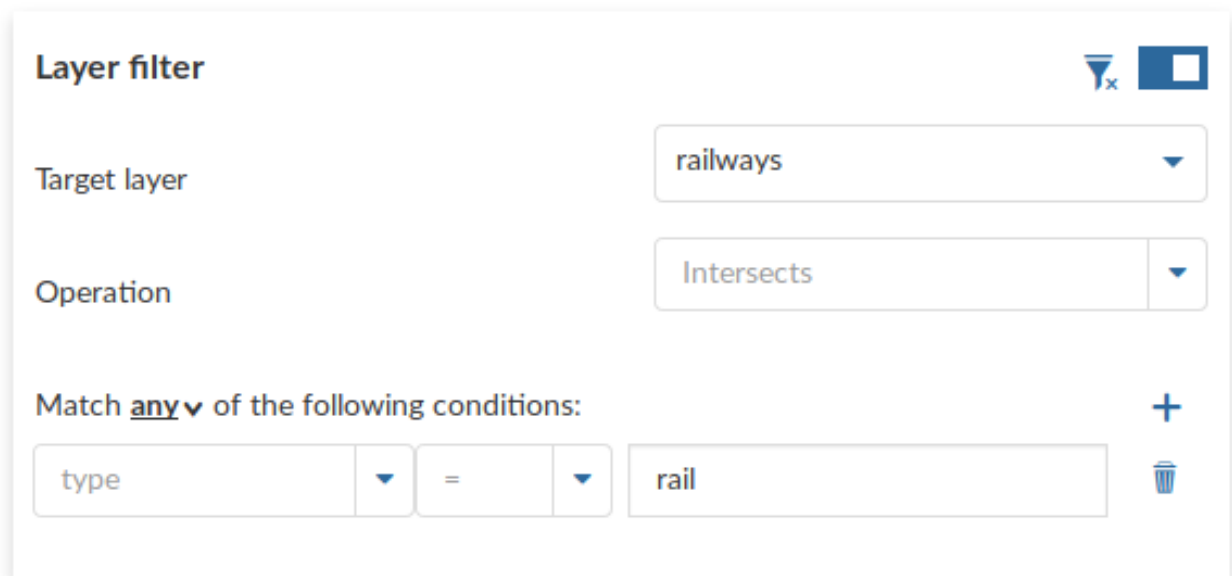 Layer filter
Target layer railways
Operation Intersects
Match any of the following conditions:
type = rail